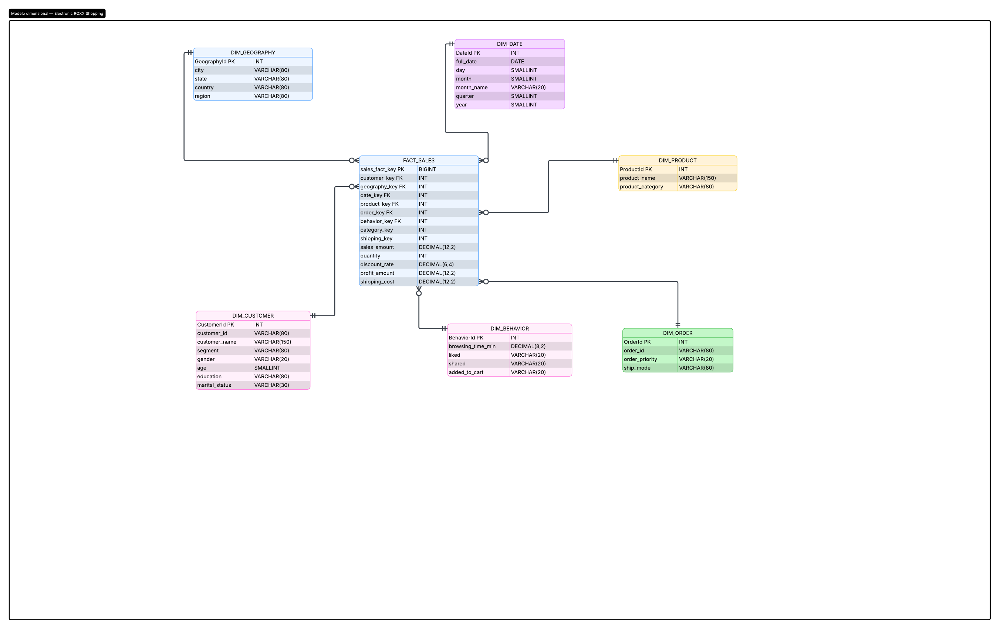 Modelo dimensional — Electronic ROXX Shopping
DIM_GEOGRAPHY
GeographyId PK INT
city VARCHAR(80)
state VARCHAR(80)
country VARCHAR(80)
region VARCHAR(80)
DIM_DATE
DateId PK INT
full_date DATE
day SMALLINT
month SMALLINT
month_name VARCHAR(20)
quarter SMALLINT
year SMALLINT
FACT_SALES
sales_fact_key PK BIGINT
customer_key FK INT
geography_key FK INT
date_key FK INT
product_key FK INT
order_key FK INT
behavior_key FK INT
category_key INT
shipping_key INT
sales_amount DECIMAL(12,2)
quantity INT
discount_rate DECIMAL(6,4)
profit_amount DECIMAL(12,2)
shipping_cost DECIMAL(12,2)
DIM_PRODUCT
ProductId PK INT
product_name VARCHAR(150)
product_category VARCHAR(80)
DIM_CUSTOMER
CustomerId PK INT
customer_id VARCHAR(80)
customer_name VARCHAR(150)
segment VARCHAR(80)
gender VARCHAR(20)
age SMALLINT
education VARCHAR(80)
marital_status VARCHAR(30)
DIM_BEHAVIOR
BehaviorId PK INT
browsing_time_min DECIMAL(8,2)
liked VARCHAR(20)
shared VARCHAR(20)
added_to_cart VARCHAR(20)
DIM_ORDER
OrderId PK INT
order_id VARCHAR(80)
order_priority VARCHAR(20)
ship_mode VARCHAR(80)